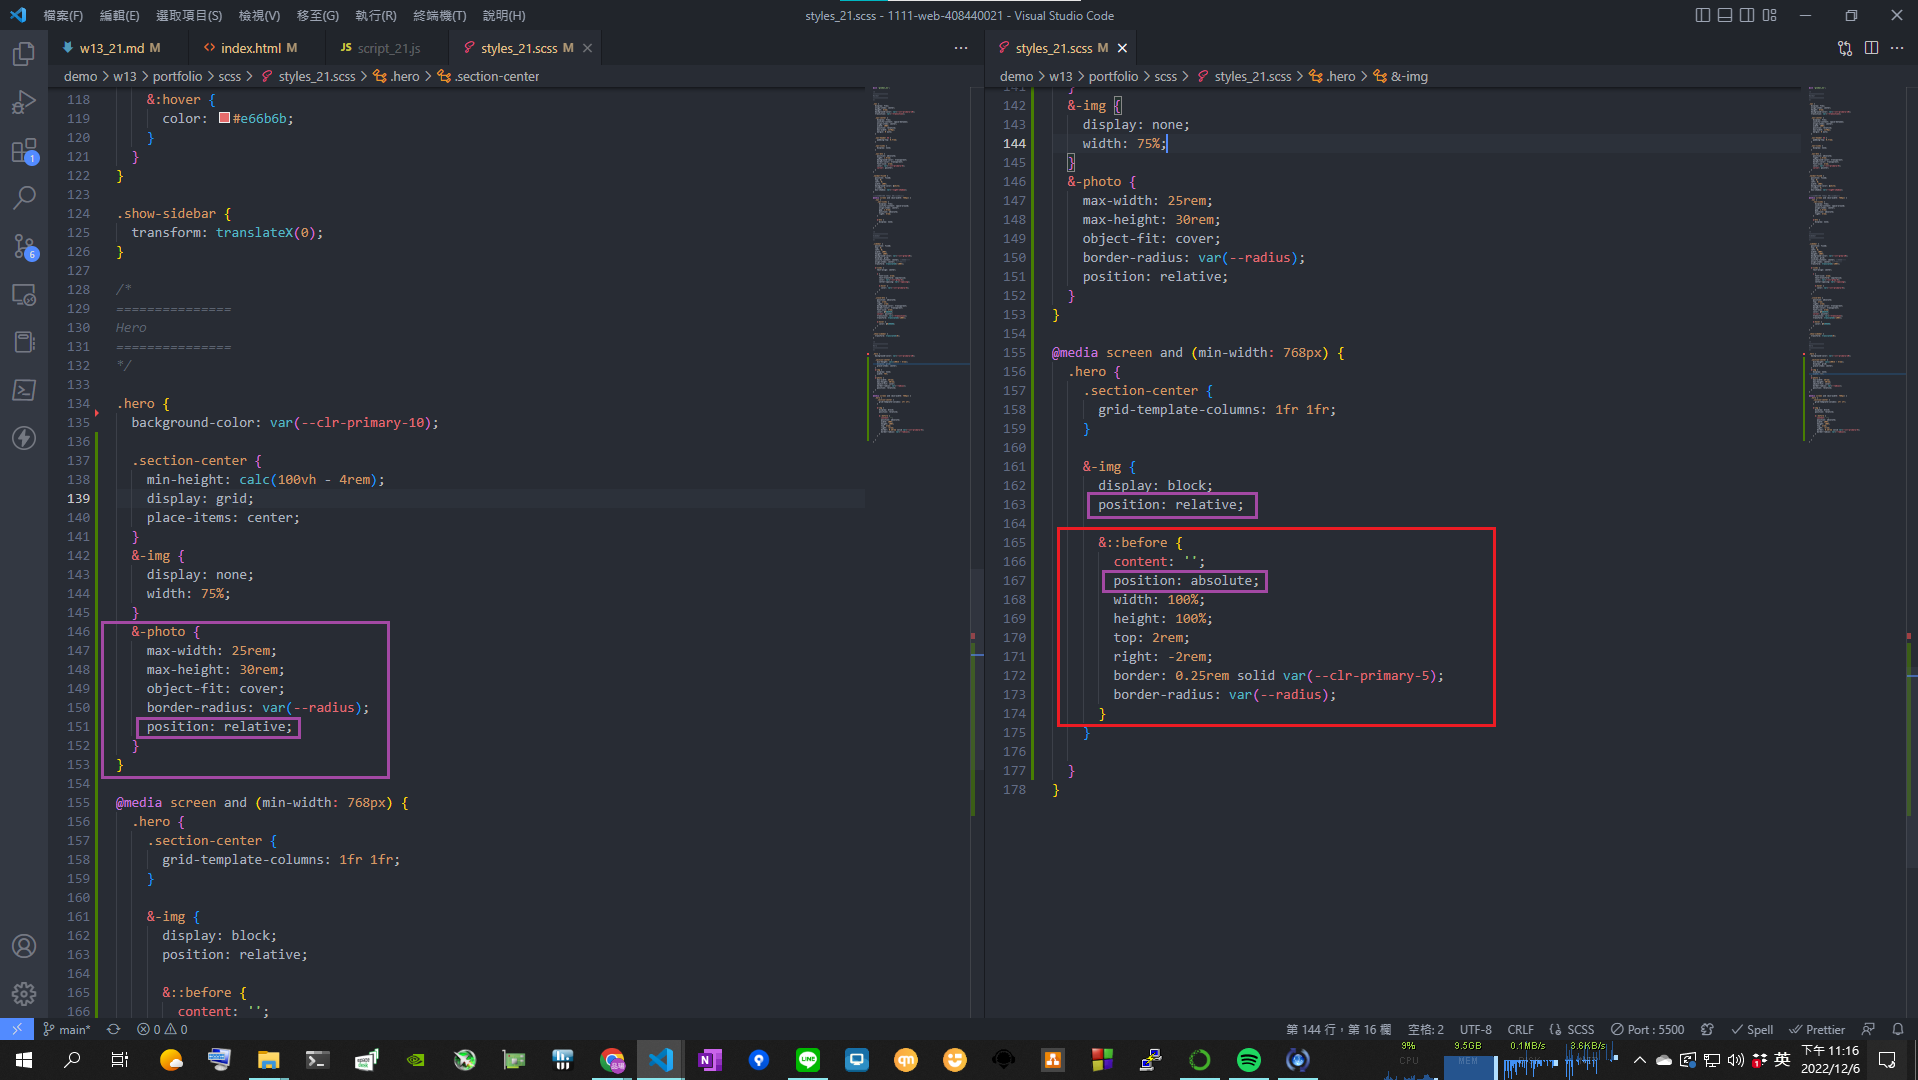 檔案(F) 編輯(E) 選取項目(S) 檢視(V) 移至(G) 執行(R) 終端機(T) 說明(H)
styles_21.scss - 1111-web-408440021 - Visual Studio Code
w13_21.md M
index.html M
script_21.js
styles_21.scss M
demo > w13 > portfolio > scss > styles_21.scss > .hero > .section-center
118 &:hover {
119 color: #e66b6b;
120 }
121 }
122 }
123
124 .show-sidebar {
125 transform: translateX(0);
126 }
127
128 /*
129 ===============
130 Hero
131 ===============
132 */
133
134 .hero {
135 background-color: var(--clr-primary-10);
136
137 .section-center {
138 min-height: calc(100vh - 4rem);
139 display: grid;
140 place-items: center;
141 }
142 &-img {
143 display: none;
144 width: 75%;
145 }
146 &-photo {
147 max-width: 25rem;
148 max-height: 30rem;
149 object-fit: cover;
150 border-radius: var(--radius);
151 position: relative;
152 }
153 }
154
155 @media screen and (min-width: 768px) {
156 .hero {
157 .section-center {
158 grid-template-columns: 1fr 1fr;
159 }
160
161 &-img {
162 display: block;
163 position: relative;
164
165 &::before {
166 content: '';
styles_21.scss M
demo > w13 > portfolio > scss > styles_21.scss > .hero > &-img
141 }
142 &-img {
143 display: none;
144 width: 75%;
145 }
146 &-photo {
147 max-width: 25rem;
148 max-height: 30rem;
149 object-fit: cover;
150 border-radius: var(--radius);
151 position: relative;
152 }
153 }
154
155 @media screen and (min-width: 768px) {
156 .hero {
157 .section-center {
158 grid-template-columns: 1fr 1fr;
159 }
160
161 &-img {
162 display: block;
163 position: relative;
164
165 &::before {
166 content: '';
167 position: absolute;
168 width: 100%;
169 height: 100%;
170 top: 2rem;
171 right: -2rem;
172 border: 0.25rem solid var(--clr-primary-5);
173 border-radius: var(--radius);
174 }
175 }
176
177 }
178 }
1
6
main* 0 0
第 144 行，第 16 欄 空格: 2 UTF-8 CRLF SCSS Port : 5500 Spell Prettier
9% 9.5GB 0.1MB/s 3.6KB/s
CPU MEM
英
下午 11:16
2022/12/6